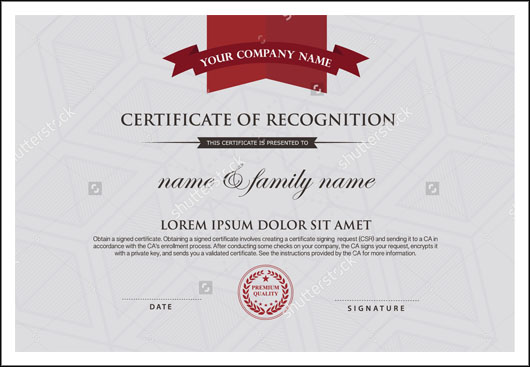 YOUR COMPANY NAME
CERTIFICATE OF RECOGNITION
THIS CERTIFICATE IS PRESENTED TO
name & family name
LOREM IPSUM DOLOR SIT AMET
Obtain a signed certificate. Obtaining a signed certificate involves creating a certificate signing request (CSR) and sending it to a CA in
accordance with the CA's enrollment process. After conducting some checks on your company, the CA signs your request, encrypts it
with a private key, and sends you a validated certificate. See the instructions provided by the CA for more information.
PREMIUM
QUALITY
DATE
SIGNATURE
shutterstock
shutterstock
shutterstock
shutterstock
shutterstock